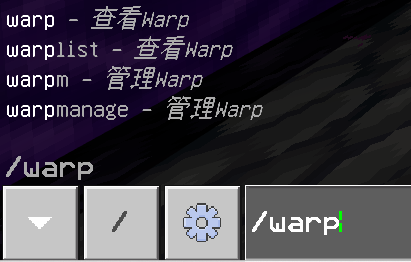 warp - 查看Warp
warplist - 查看Warp
warpm - 管理Warp
warpmanage - 管理Warp
/warp
/
/warp